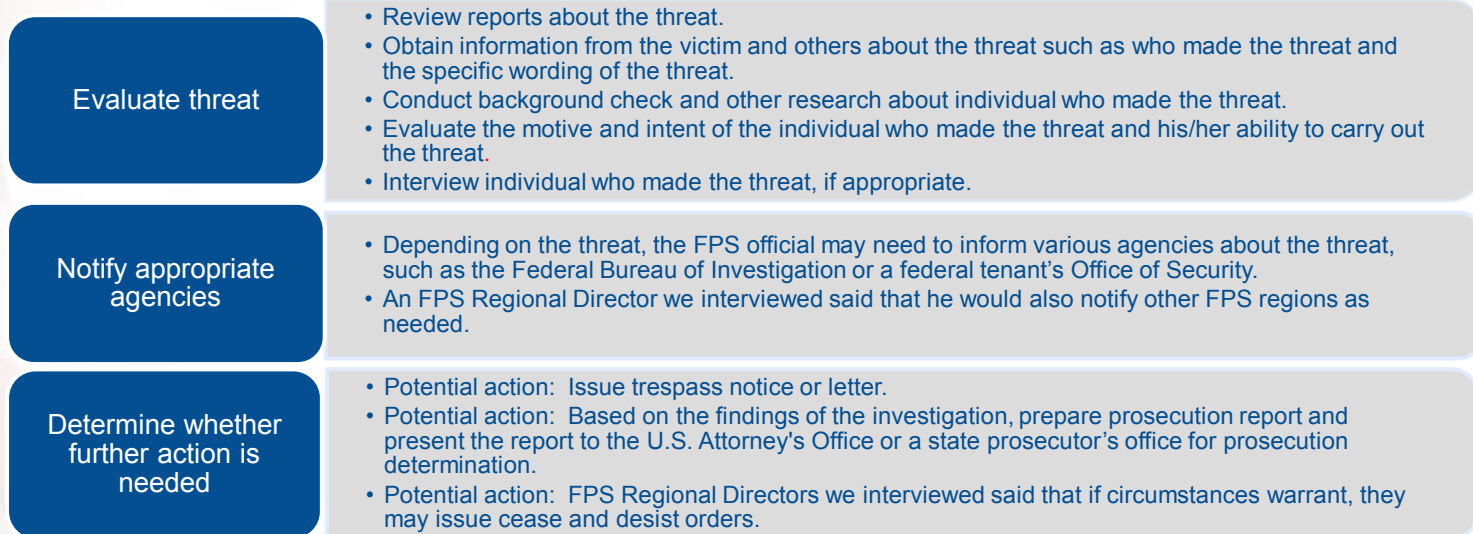 Evaluate threat
• Review reports about the threat.
• Obtain information from the victim and others about the threat such as who made the threat and
the specific wording of the threat.
• Conduct background check and other research about individual who made the threat.
• Evaluate the motive and intent of the individual who made the threat and his/her ability to carry out
the threat.
• Interview individual who made the threat, if appropriate.
Notify appropriate
agencies
• Depending on the threat, the FPS official may need to inform various agencies about the threat,
such as the Federal Bureau of Investigation or a federal tenant’s Office of Security.
• An FPS Regional Director we interviewed said that he would also notify other FPS regions as
needed.
Determine whether
further action is
needed
• Potential action:  Issue trespass notice or letter.
• Potential action:  Based on the findings of the investigation, prepare prosecution report and
present the report to the U.S. Attorney's Office or a state prosecutor’s office for prosecution
determination.
• Potential action:  FPS Regional Directors we interviewed said that if circumstances warrant, they
may issue cease and desist orders.